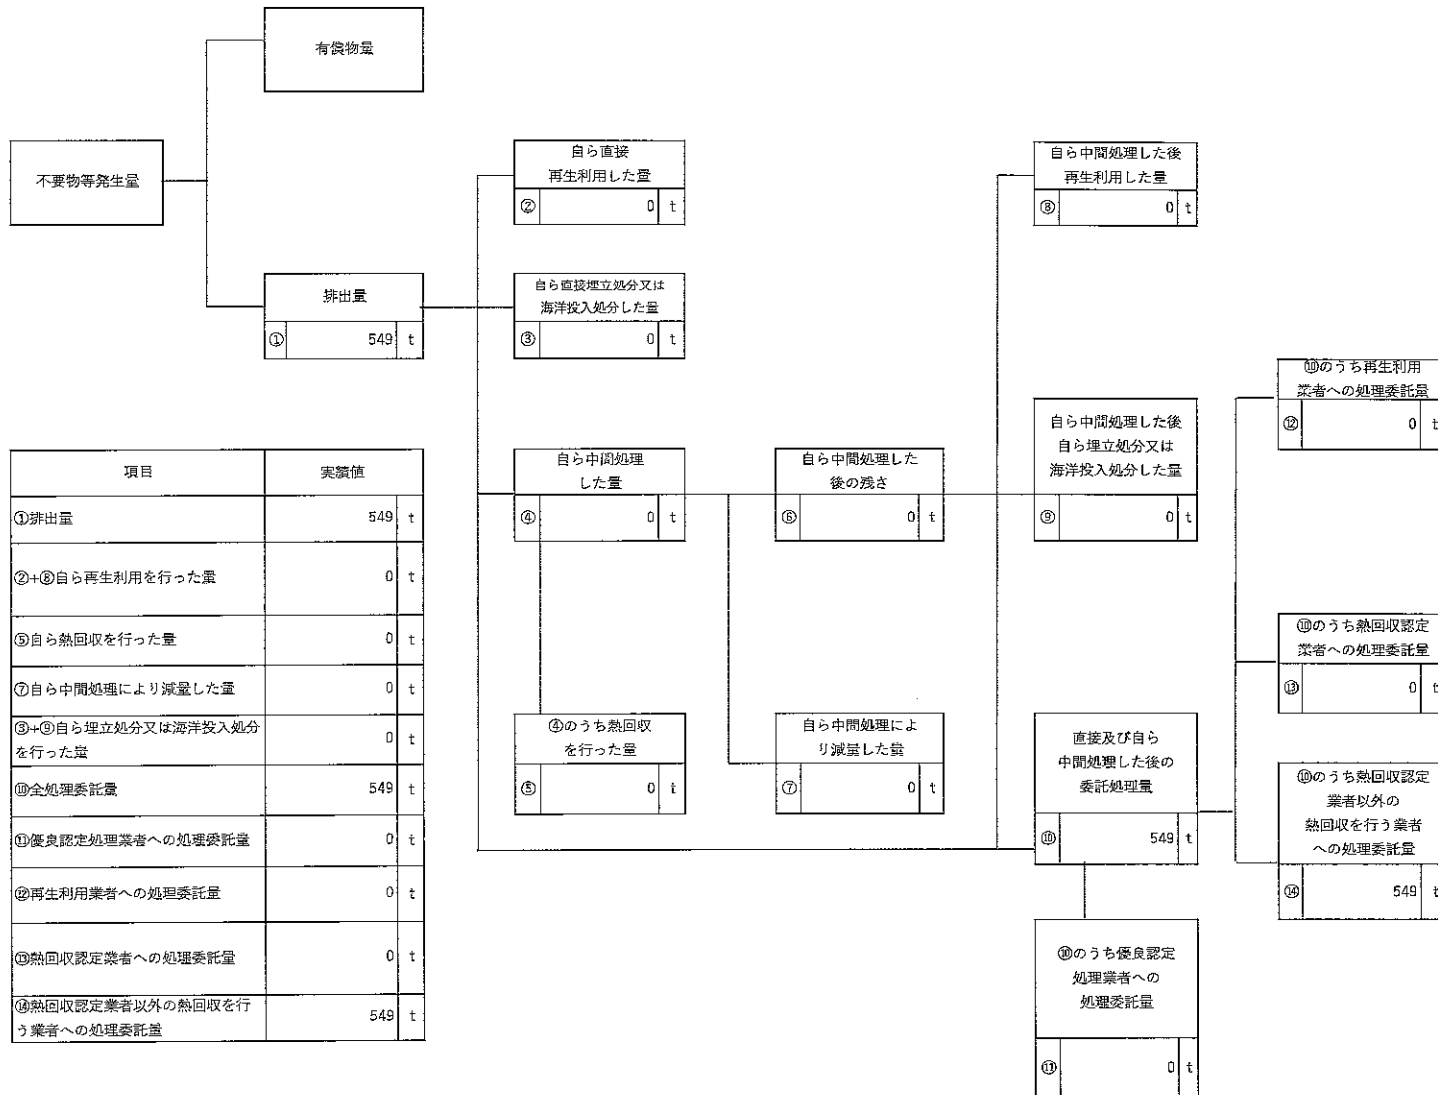 有償物量
不要物等発生量
排出量
① 549 t
自ら直接
再生利用した量
② 0 t
自ら直接埋立処分又は
海洋投入処分した量
③ 0 t
自ら中間処理
した量
④ 0 t
④のうち熱回収
を行った量
⑤ 0 t
自ら中間処理した
後の残さ
⑥ 0 t
自ら中間処理によ
り減量した量
⑦ 0 t
自ら中間処理した後
再生利用した量
⑧ 0 t
自ら中間処理した後
自ら埋立処分又は
海洋投入処分した量
⑨ 0 t
直接及び自ら
中間処理した後の
委託処理量
⑩ 549 t
⑩のうち優良認定
処理業者への
処理委託量
⑪ 0 t
⑩のうち再生利用
業者への処理委託量
⑫ 0 t
⑩のうち熱回収認定
業者への処理委託量
⑬ 0 t
⑩のうち熱回収認定
業者以外の
熱回収を行う業者
への処理委託量
⑭ 549 t
項目 実績値
①排出量 549 t
②+⑧自ら再生利用を行った量 0 t
⑤自ら熱回収を行った量 0 t
⑦自ら中間処理により減量した量 0 t
③+⑨自ら埋立処分又は海洋投入処分
を行った量 0 t
⑩全処理委託量 549 t
⑪優良認定処理業者への処理委託量 0 t
⑫再生利用業者への処理委託量 0 t
⑬熱回収認定業者への処理委託量 0 t
⑭熱回収認定業者以外の熱回収を行
う業者への処理委託量 549 t